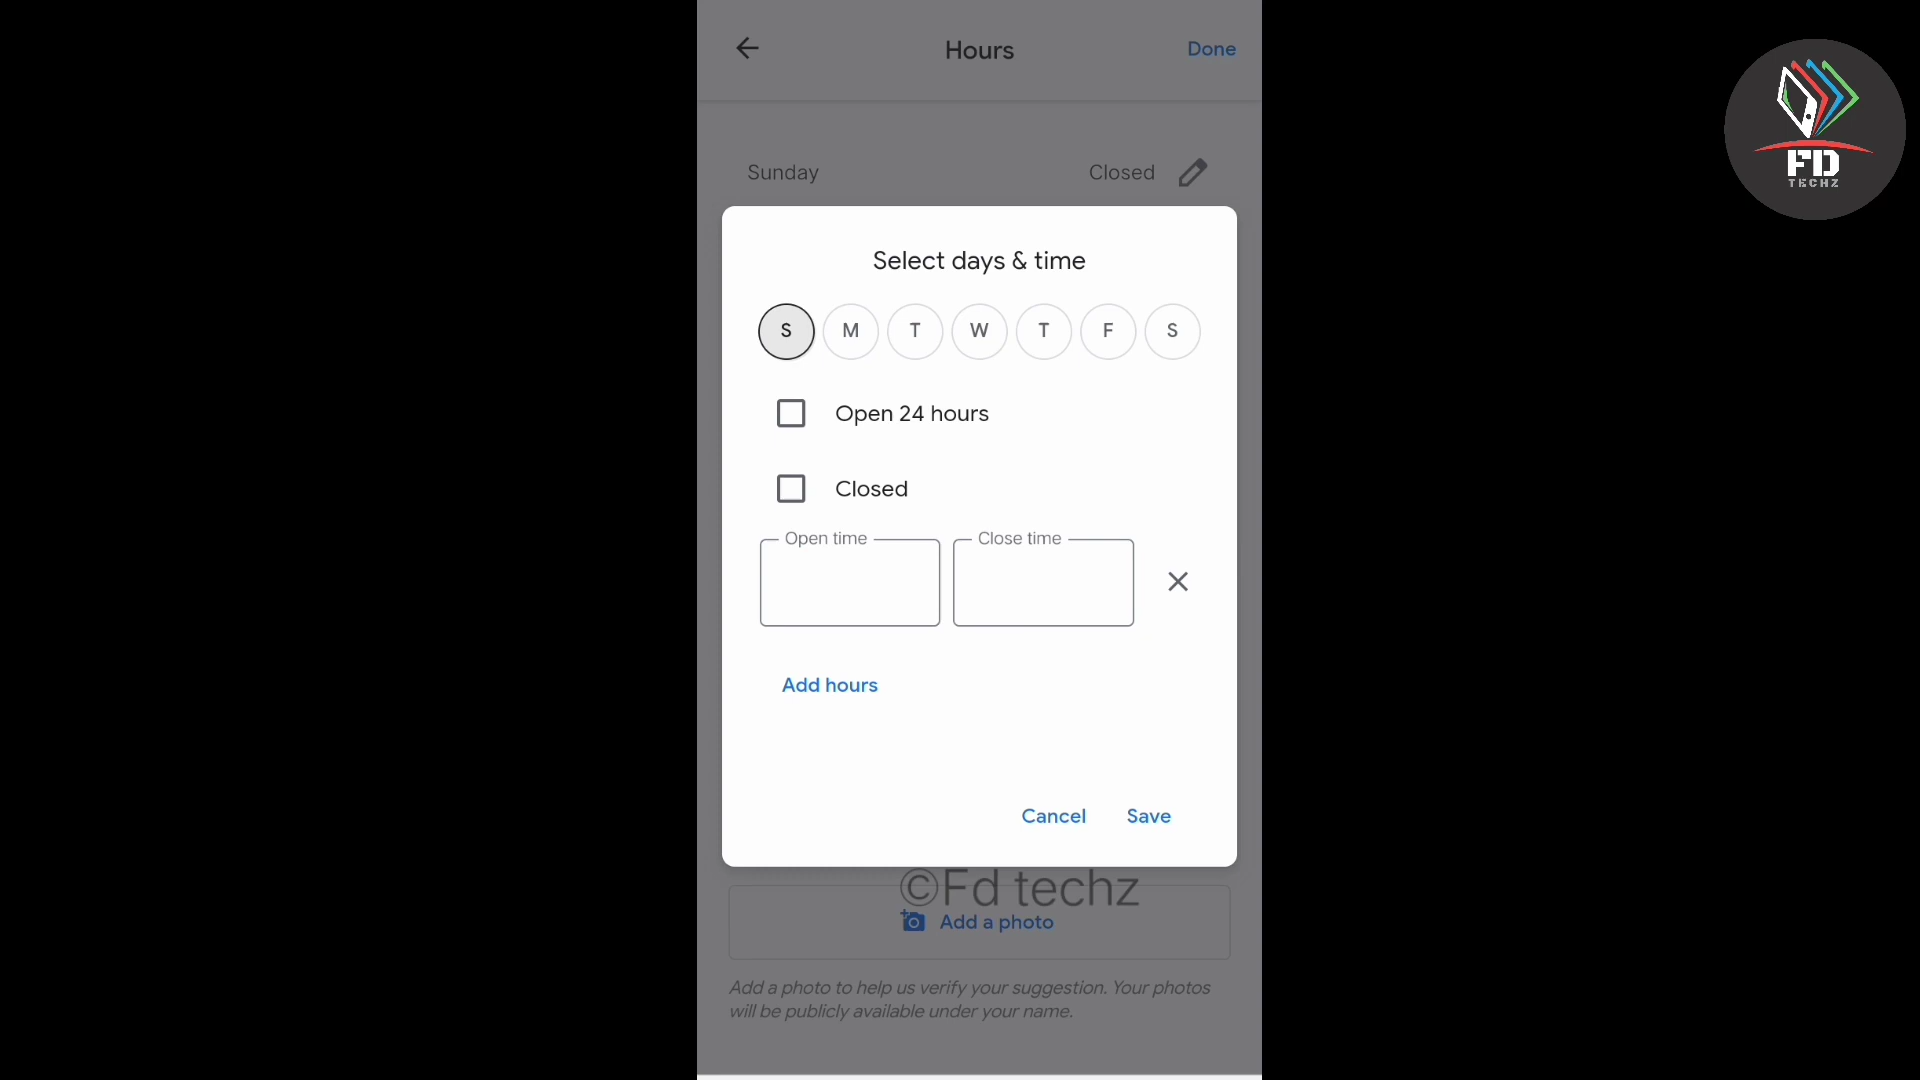 Hours
Done
FD
TECHZ
Sunday
Closed
Select days & time
S M T W T F S
Open 24 hours
Closed
Open time
Close time
Add hours
Cancel
Save
©Fd techz
Add a photo
Add a photo to help us verify your suggestion. Your photos
will be publicly available under your name.